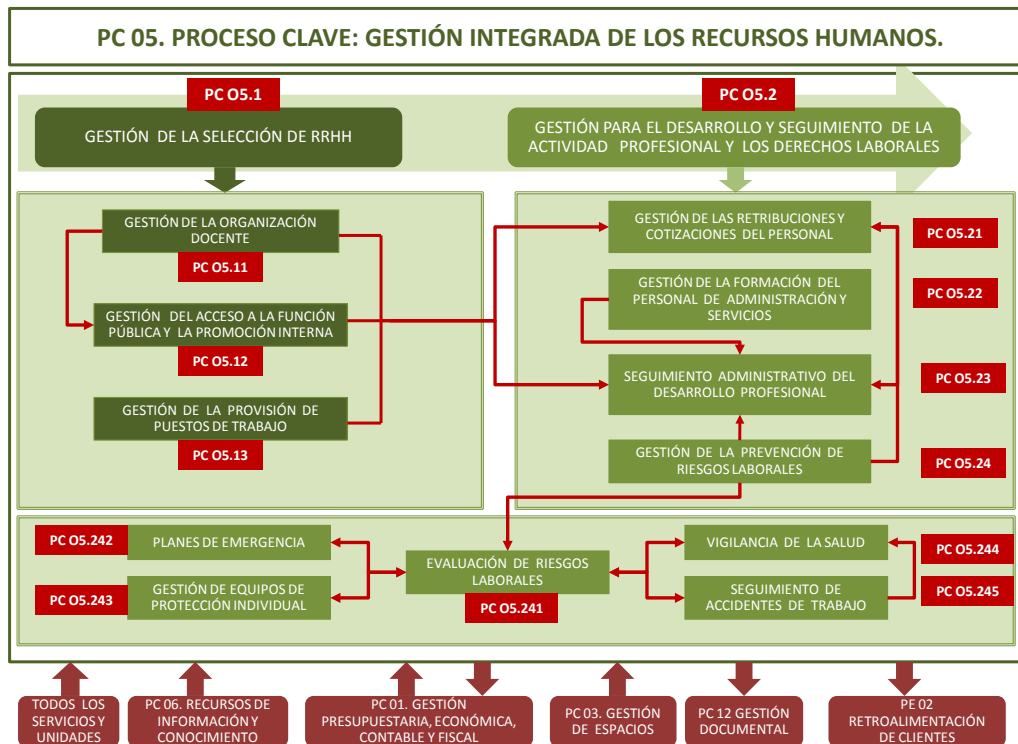 PC 05. PROCESO CLAVE: GESTIÓN INTEGRADA DE LOS RECURSOS HUMANOS.
PC O5.1
GESTIÓN DE LA SELECCIÓN DE RRHH
PC O5.2
GESTIÓN PARA EL DESARROLLO Y SEGUIMIENTO DE LA
ACTIVIDAD PROFESIONAL Y LOS DERECHOS LABORALES
GESTIÓN DE LA ORGANIZACIÓN
DOCENTE
PC O5.11
GESTIÓN DEL ACCESO A LA FUNCIÓN
PÚBLICA Y LA PROMOCIÓN INTERNA
PC O5.12
GESTIÓN DE LA PROVISIÓN DE
PUESTOS DE TRABAJO
PC O5.13
GESTIÓN DE LAS RETRIBUCIONES Y
COTIZACIONES DEL PERSONAL
PC O5.21
GESTIÓN DE LA FORMACIÓN DEL
PERSONAL DE ADMINISTRACIÓN Y
SERVICIOS
PC O5.22
SEGUIMIENTO ADMINISTRATIVO DEL
DESARROLLO PROFESIONAL
PC O5.23
GESTIÓN DE LA PREVENCIÓN DE
RIESGOS LABORALES
PC O5.24
PC O5.242
PLANES DE EMERGENCIA
PC O5.243
GESTIÓN DE EQUIPOS DE
PROTECCIÓN INDIVIDUAL
EVALUACIÓN DE RIESGOS
LABORALES
PC O5.241
VIGILANCIA DE LA SALUD
PC O5.244
SEGUIMIENTO DE
ACCIDENTES DE TRABAJO
PC O5.245
TODOS LOS
SERVICIOS Y
UNIDADES
PC 06. RECURSOS DE
INFORMACIÓN Y
CONOCIMIENTO
PC 01. GESTIÓN
PRESUPUESTARIA, ECONÓMICA,
CONTABLE Y FISCAL
PC 03. GESTIÓN
DE ESPACIOS
PC 12 GESTIÓN
DOCUMENTAL
PE 02
RETROALIMENTACIÓN
DE CLIENTES